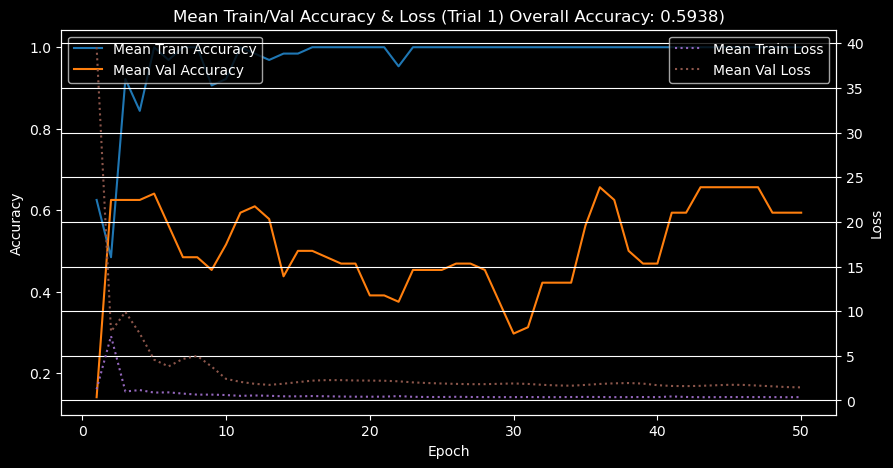 Mean Train/Val Accuracy & Loss (Trial 1) Overall Accuracy: 0.5938)
Mean Train Accuracy
Mean Val Accuracy
Mean Train Loss
Mean Val Loss
Accuracy
1.0
0.8
0.6
0.4
0.2
40
35
30
25
20
15
10
5
0
Loss
0 10 20 30 40 50
Epoch